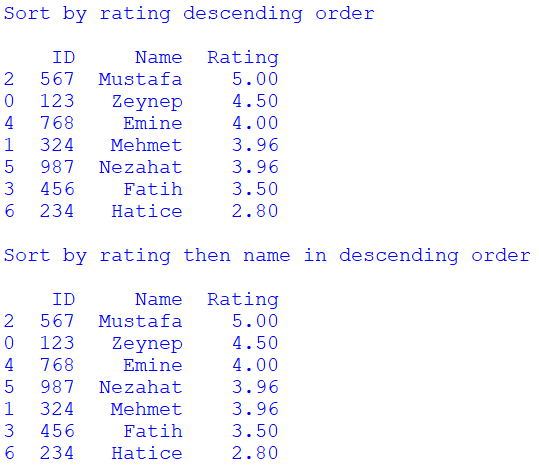 Sort by rating descending order
ID Name Rating
2 567 Mustafa 5.00
0 123 Zeynep 4.50
4 768 Emine 4.00
1 324 Mehmet 3.96
5 987 Nezahat 3.96
3 456 Fatih 3.50
6 234 Hatice 2.80
Sort by rating then name in descending order
ID Name Rating
2 567 Mustafa 5.00
0 123 Zeynep 4.50
4 768 Emine 4.00
5 987 Nezahat 3.96
1 324 Mehmet 3.96
3 456 Fatih 3.50
6 234 Hatice 2.80